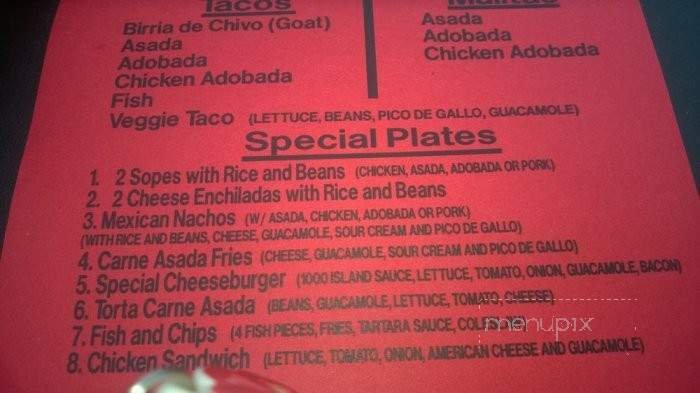 Tacos
Birria de Chivo (Goat)
Asada
Adobada
Chicken Adobada
Fish
Veggie Taco (LETTUCE, BEANS, PICO DE GALLO, GUACAMOLE)
Mulitas
Asada
Adobada
Chicken Adobada
Special Plates
1. 2 Sopes with Rice and Beans (CHICKEN, ASADA, ADOBADA OR PORK)
2. 2 Cheese Enchiladas with Rice and Beans
3. Mexican Nachos (W/ ASADA, CHICKEN, ADOBADA OR PORK)
(WITH RICE AND BEANS, CHEESE, GUACAMOLE, SOUR CREAM AND PICO DE GALLO)
4. Carne Asada Fries (CHEESE, GUACAMOLE, SOUR CREAM AND PICO DE GALLO)
5. Special Cheeseburger (1000 ISLAND SAUCE, LETTUCE, TOMATO, ONION, GUACAMOLE, BACON)
6. Torta Carne Asada (BEANS, GUACAMOLE, LETTUCE, TOMATO, CHEESE)
7. Fish and Chips (4 FISH PIECES, FRIES, TARTARA SAUCE,
8. Chicken Sandwich (LETTUCE, TOMATO, ONION, AMERICAN CHEESE AND GUACAMOLE)
menupix